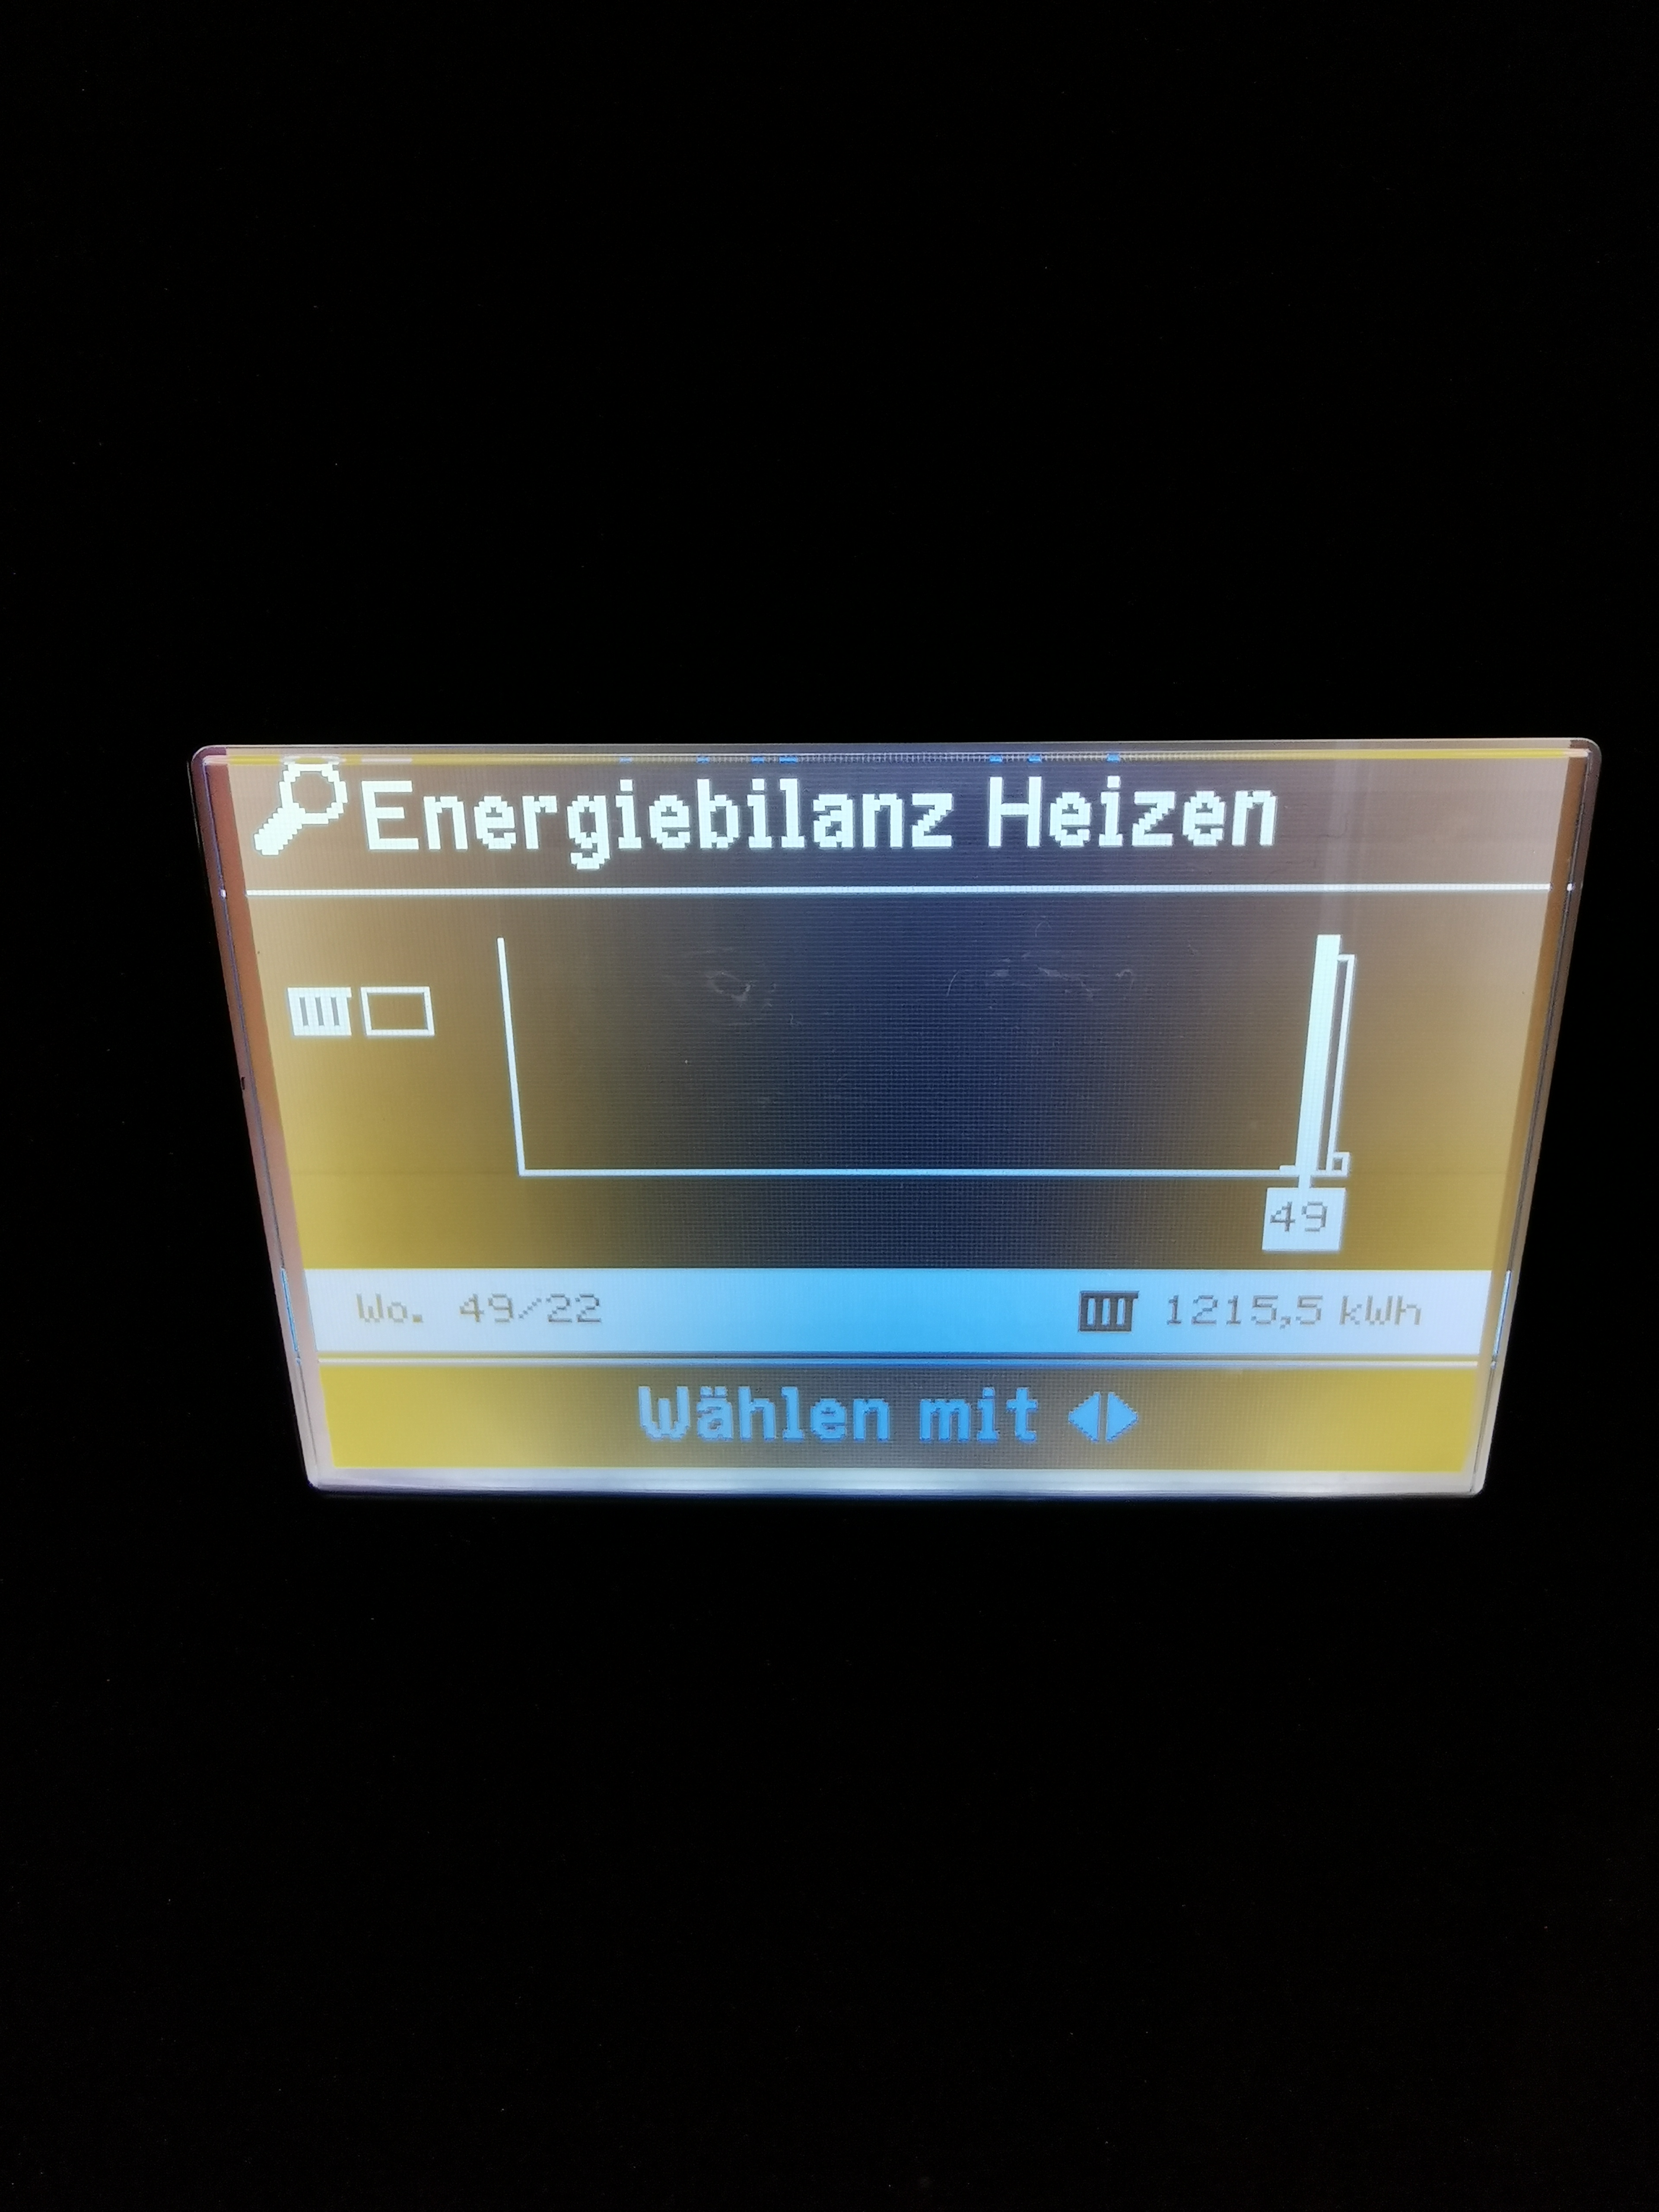 Energiebilanz Heizen
49
Wo. 49/22 1215,5 kWh
Wählen mit